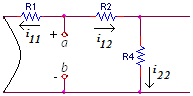 R1 R2
+ a
i11 i12
R4
- b
i22